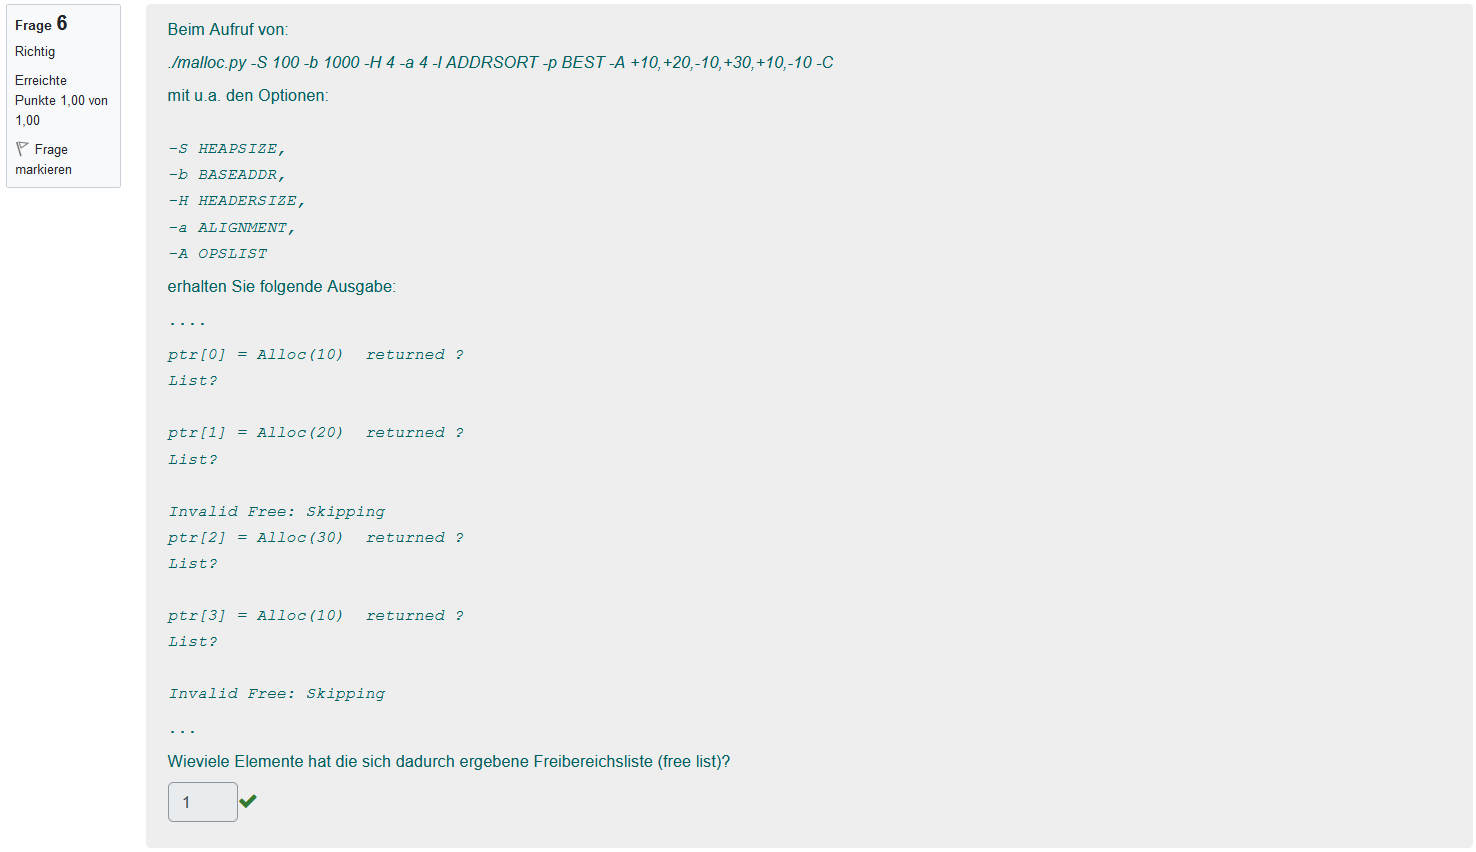 Frage 6
Richtig
Erreichte
Punkte 1,00 von
1,00
Frage
markieren
Beim Aufruf von:
./malloc.py -S 100 -b 1000 -H 4 -a 4 -l ADDRSORT -p BEST -A +10,+20,-10,+30,+10,-10 -C
mit u.a. den Optionen:
-S HEAPSIZE,
-b BASEADDR,
-H HEADERSIZE,
-a ALIGNMENT,
-A OPSLIST
erhalten Sie folgende Ausgabe:
....
ptr[0] = Alloc(10)  returned ?
List?
ptr[1] = Alloc(20)  returned ?
List?
Invalid Free: Skipping
ptr[2] = Alloc(30)  returned ?
List?
ptr[3] = Alloc(10)  returned ?
List?
Invalid Free: Skipping
...
Wieviele Elemente hat die sich dadurch ergebene Freibereichsliste (free list)?
1